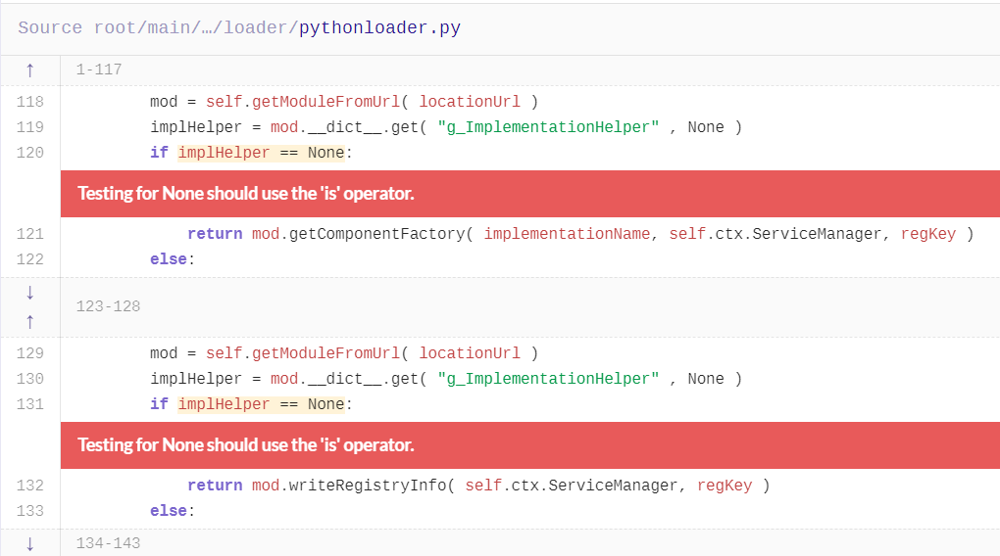 Source root/main/…/loader/pythonloader.py
↑ 1-117
118 mod = self.getModuleFromUrl( locationUrl )
119 implHelper = mod.__dict__.get( "g_ImplementationHelper" , None )
120 if implHelper == None:
Testing for None should use the 'is' operator.
121 return mod.getComponentFactory( implementationName, self.ctx.ServiceManager, regKey )
122 else:
↓
123-128
↑
129 mod = self.getModuleFromUrl( locationUrl )
130 implHelper = mod.__dict__.get( "g_ImplementationHelper" , None )
131 if implHelper == None:
Testing for None should use the 'is' operator.
132 return mod.writeRegistryInfo( self.ctx.ServiceManager, regKey )
133 else:
↓ 134-143